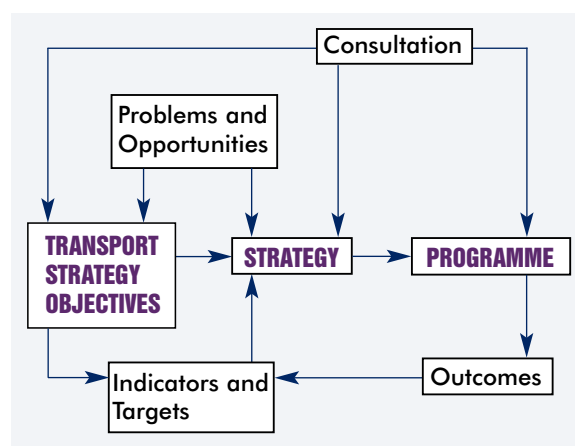 Consultation
Problems and
Opportunities
TRANSPORT
STRATEGY
OBJECTIVES
STRATEGY
PROGRAMME
Indicators and
Targets
Outcomes